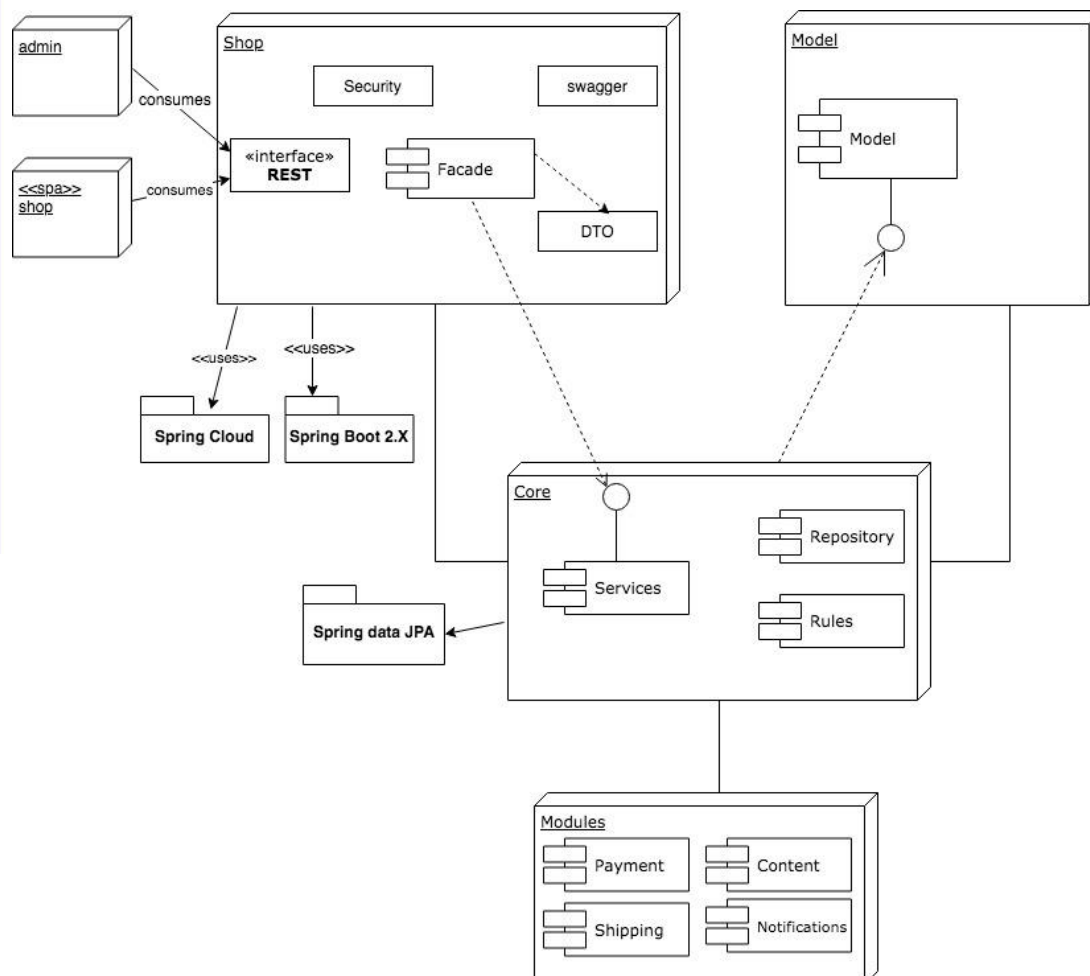 admin
consumes
<<spa>>
shop
consumes
Shop
Security
swagger
«interface»
REST
Facade
DTO
Model
Model
<<uses>>
<<uses>>
Spring Cloud
Spring Boot 2.X
Core
Repository
Services
Rules
Spring data JPA
Modules
Payment
Content
Shipping
Notifications